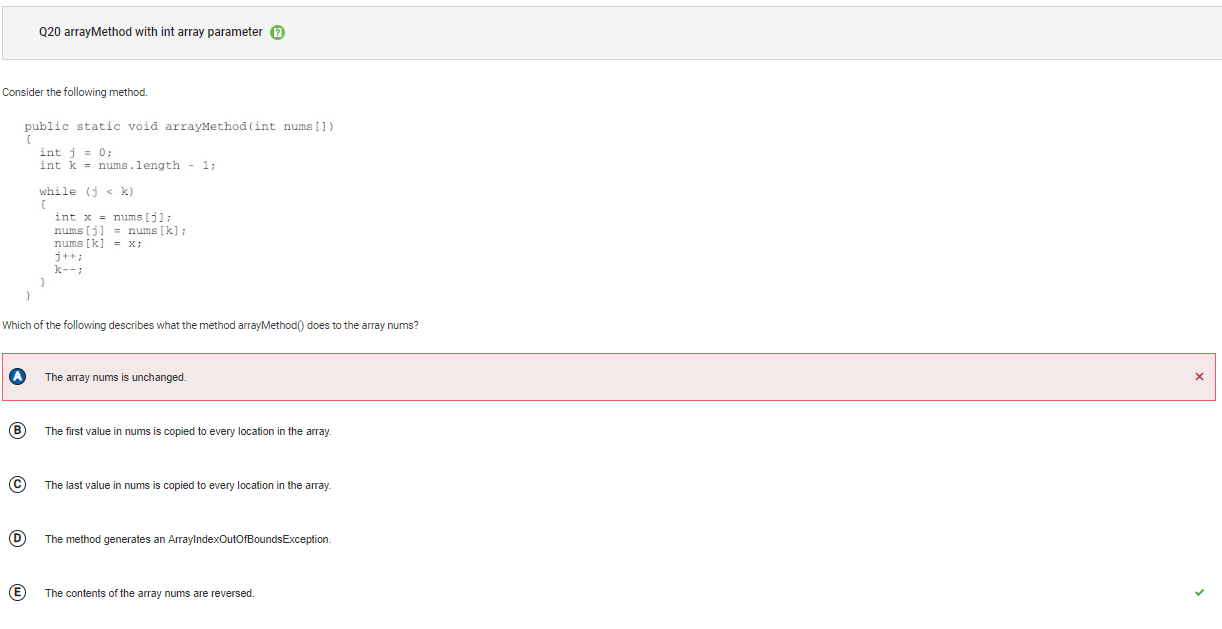 Q20 arrayMethod with int array parameter ?
Consider the following method.
public static void arrayMethod(int nums[])
{
int j = 0;
int k = nums.length - 1;
while (j < k)
{
int x = nums[j];
nums[j] = nums[k];
nums[k] = x;
j++;
k--;
}
}
Which of the following describes what the method arrayMethod() does to the array nums?
A The array nums is unchanged.
B The first value in nums is copied to every location in the array.
C The last value in nums is copied to every location in the array.
D The method generates an ArrayIndexOutOfBoundsException.
E The contents of the array nums are reversed.